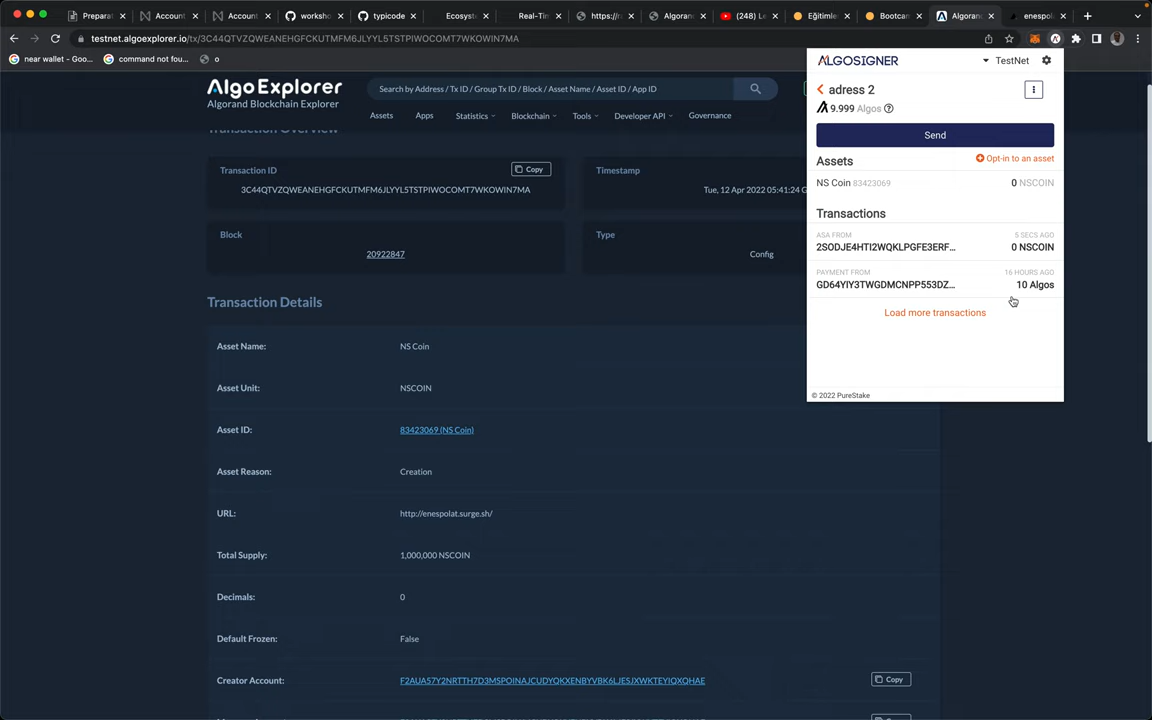 Preparat
Account
Account
worksho
typicode
Ecosyste
Real-Tim
https://ra
Algoran
(248) Le
Eğitimler
Bootcam
Algoran
enespola
testnet.algoexplorer.io/tx/3C44QTVZQWEANEHGFCKUTMFM6JLYYL5TSTPIWOCOMT7WKOWIN7MA
near wallet - Goo...
command not fou...
o
AlgoExplorer
Algorand Blockchain Explorer
Search by Address / Tx ID / Group Tx ID / Block / Asset Name / Asset ID / App ID
Assets
Apps
Statistics
Blockchain
Tools
Developer API
Governance
Transaction Overview
Transaction ID
Copy
3C44QTVZQWEANEHGFCKUTMFM6JLYYL5TSTPIWOCOMT7WKOWIN7MA
Timestamp
Tue, 12 Apr 2022 05:41:24 G
Block
20922847
Type
Config
Transaction Details
Asset Name: NS Coin
Asset Unit: NSCOIN
Asset ID: 83423069 (NS Coin)
Asset Reason: Creation
URL: http://enespolat.surge.sh/
Total Supply: 1,000,000 NSCOIN
Decimals: 0
Default Frozen: False
Creator Account: F2AUA57Y2NRTTH7D3MSPOINAJCUDYQKXENBYVBK6LJESJXWKTEYIQXQHAE Copy
ALGOSIGNER
TestNet
adress 2
9.999 Algos
Send
Assets
Opt-in to an asset
NS Coin 83423069
0 NSCOIN
Transactions
ASA FROM
5 SECS AGO
2SODJE4HTI2WQKLPGFE3ERF...
0 NSCOIN
PAYMENT FROM
16 HOURS AGO
GD64YIY3TWGDMCNPP553DZ...
10 Algos
Load more transactions
© 2022 PureStake